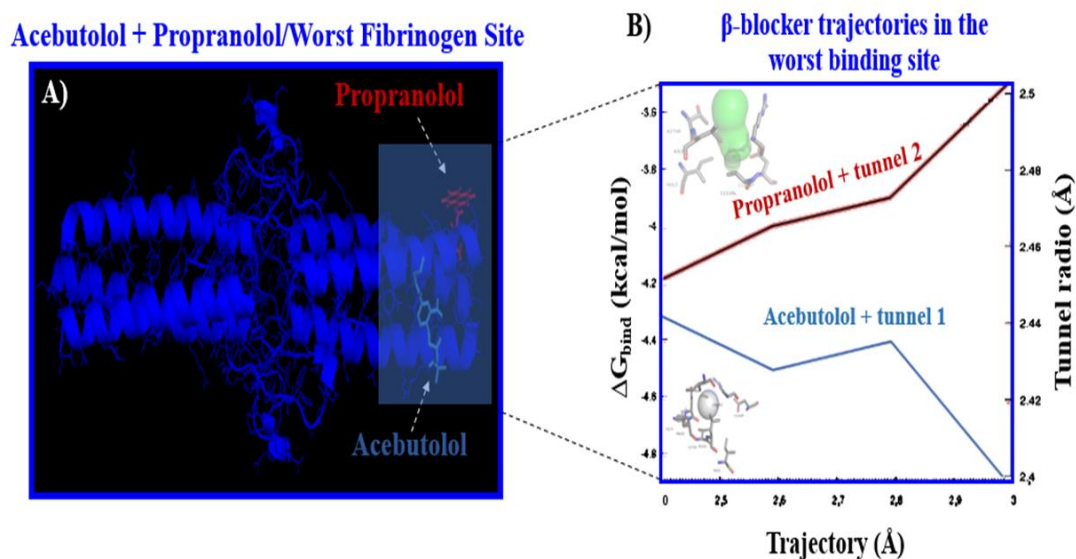 Acebutolol + Propranolol/Worst Fibrinogen Site
A)
Propranolol
Acebutolol
B)
β-blocker trajectories in the
worst binding site
ΔGbind (kcal/mol)
-3.6
-3.8
-4
-4.2
-4.4
-4.6
-4.8
Propranolol + tunnel 2
Acebutolol + tunnel 1
2.5
2.48
2.46
2.44
2.42
2,4
Tunnel radio (Å)
0 2,5 2,6 2,7 2,8 2,9 3
Trajectory (Å)